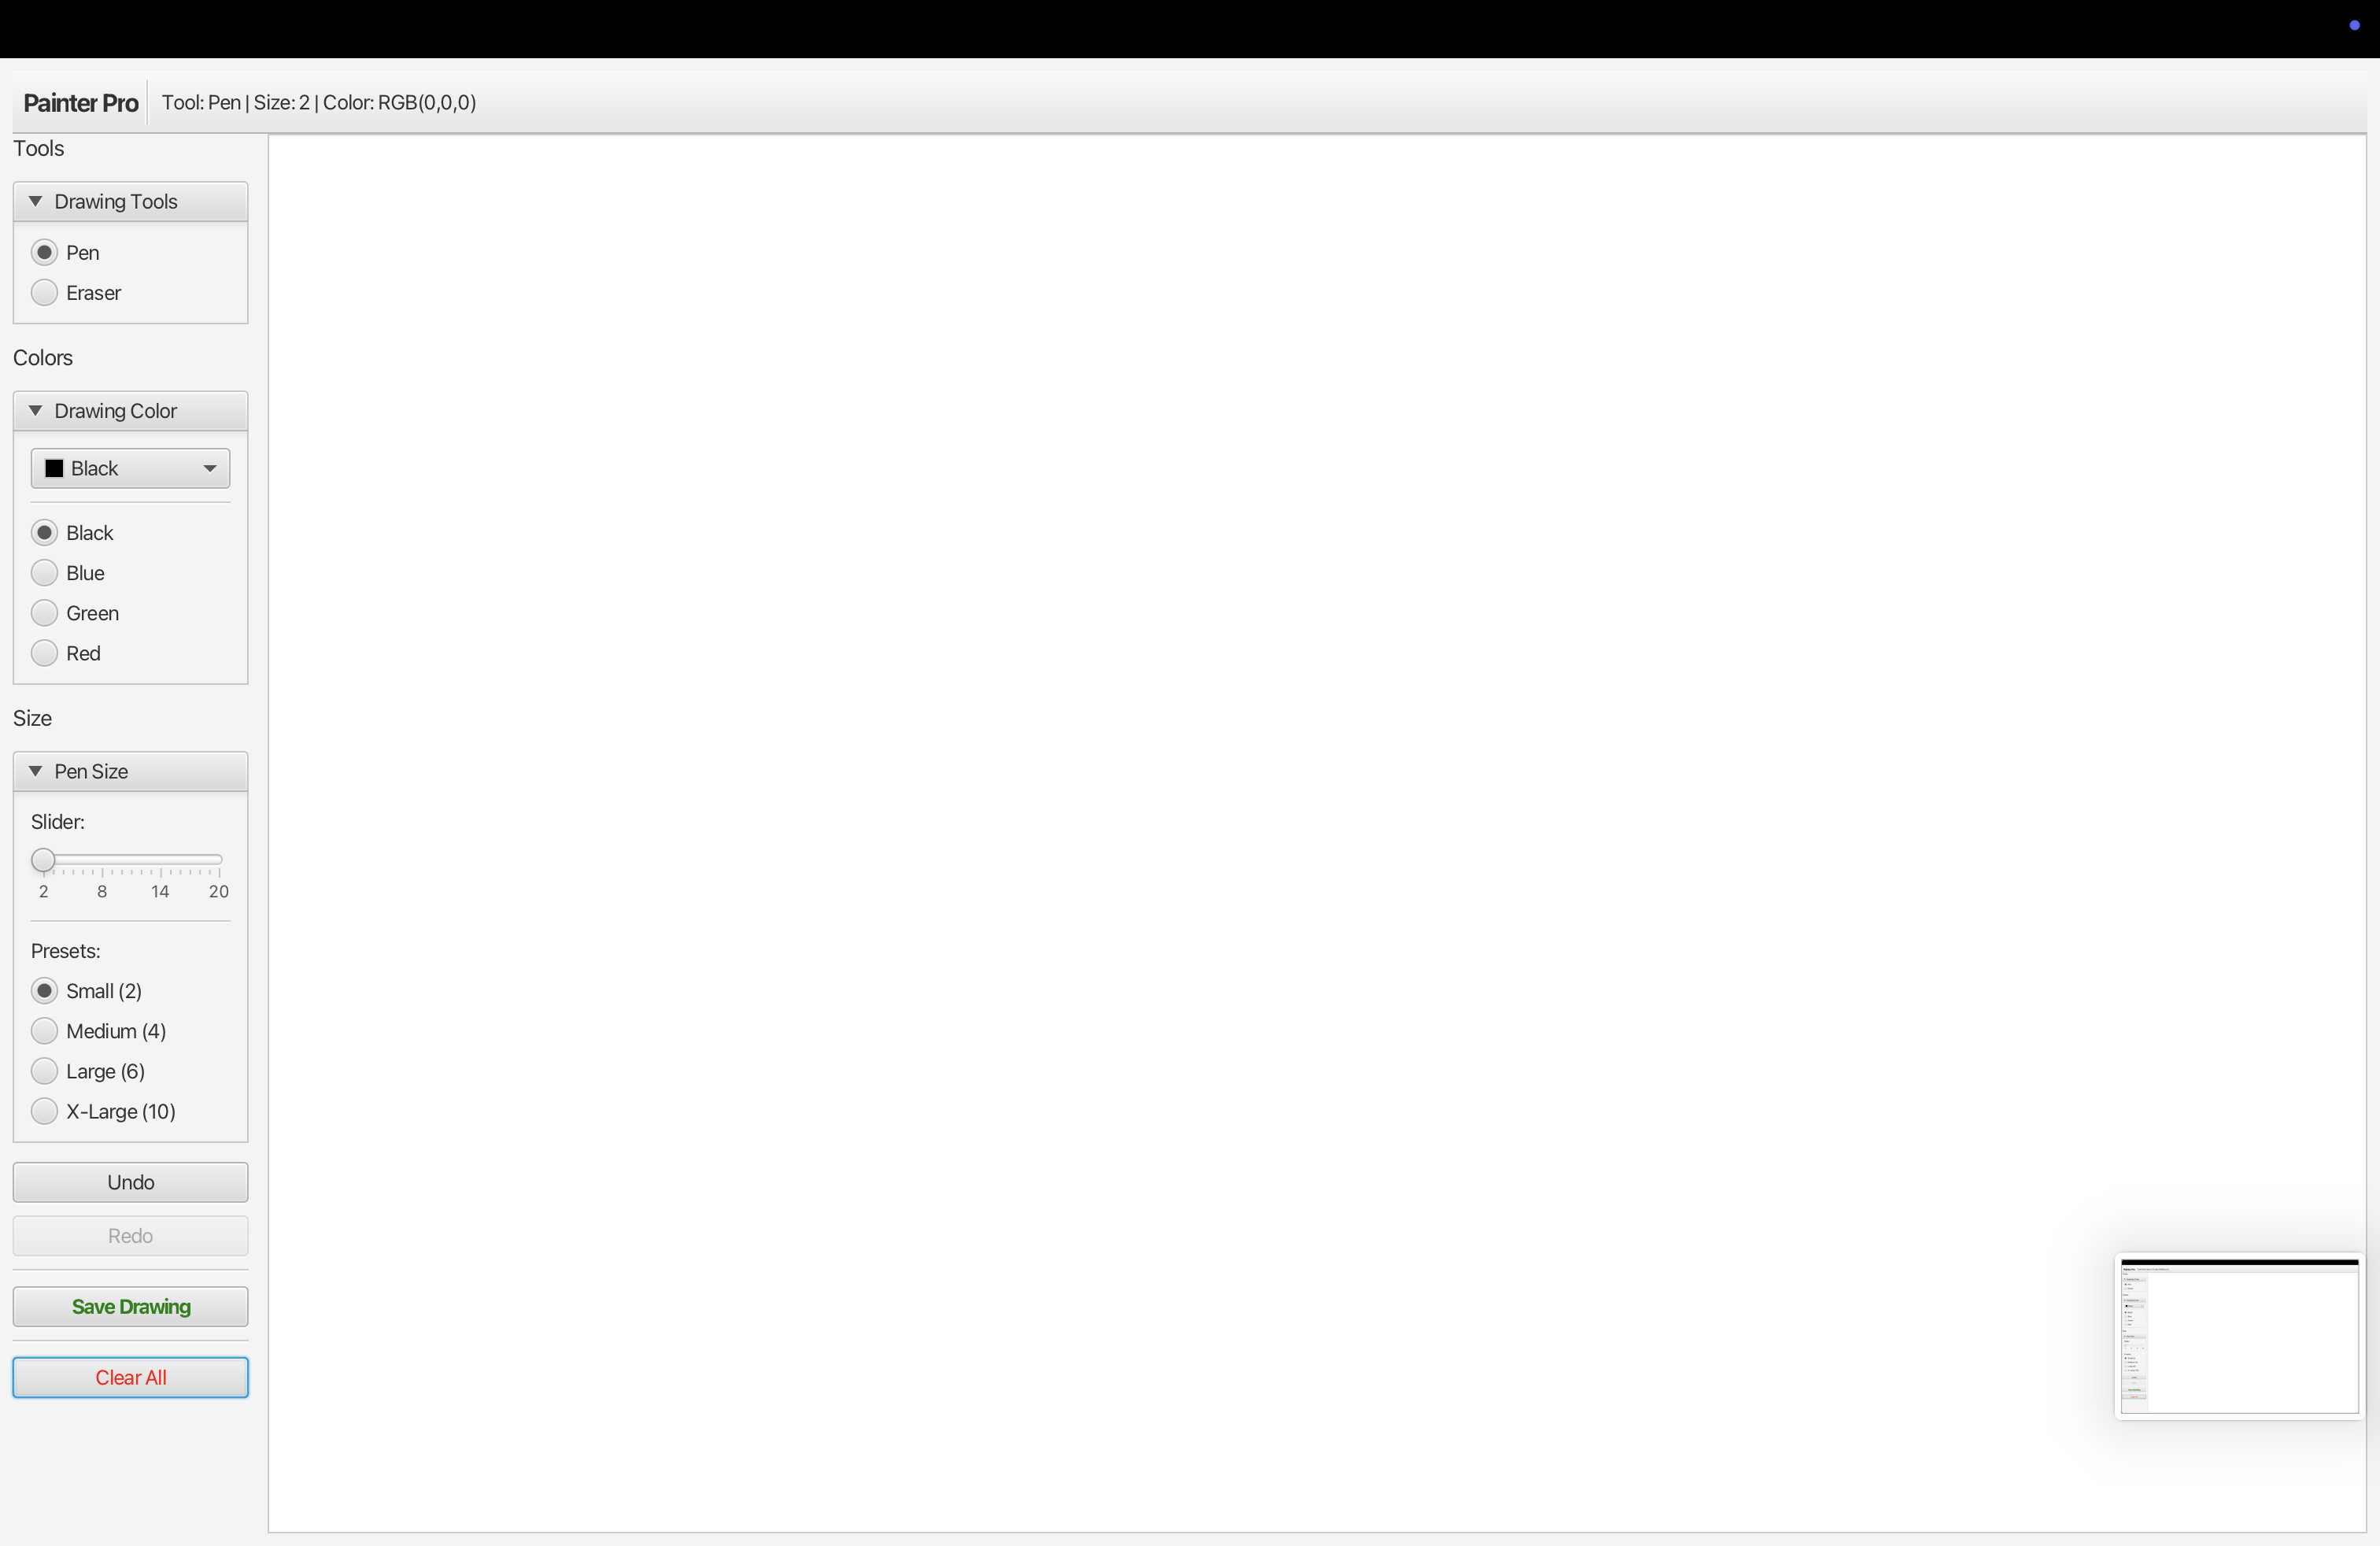 Painter Pro
Tool: Pen | Size: 2 | Color: RGB(0,0,0)
Tools
Drawing Tools
Pen
Eraser
Colors
Drawing Color
Black
Black
Blue
Green
Red
Size
Pen Size
Slider:
2 8 14 20
Presets:
Small (2)
Medium (4)
Large (6)
X-Large (10)
Undo
Redo
Save Drawing
Clear All